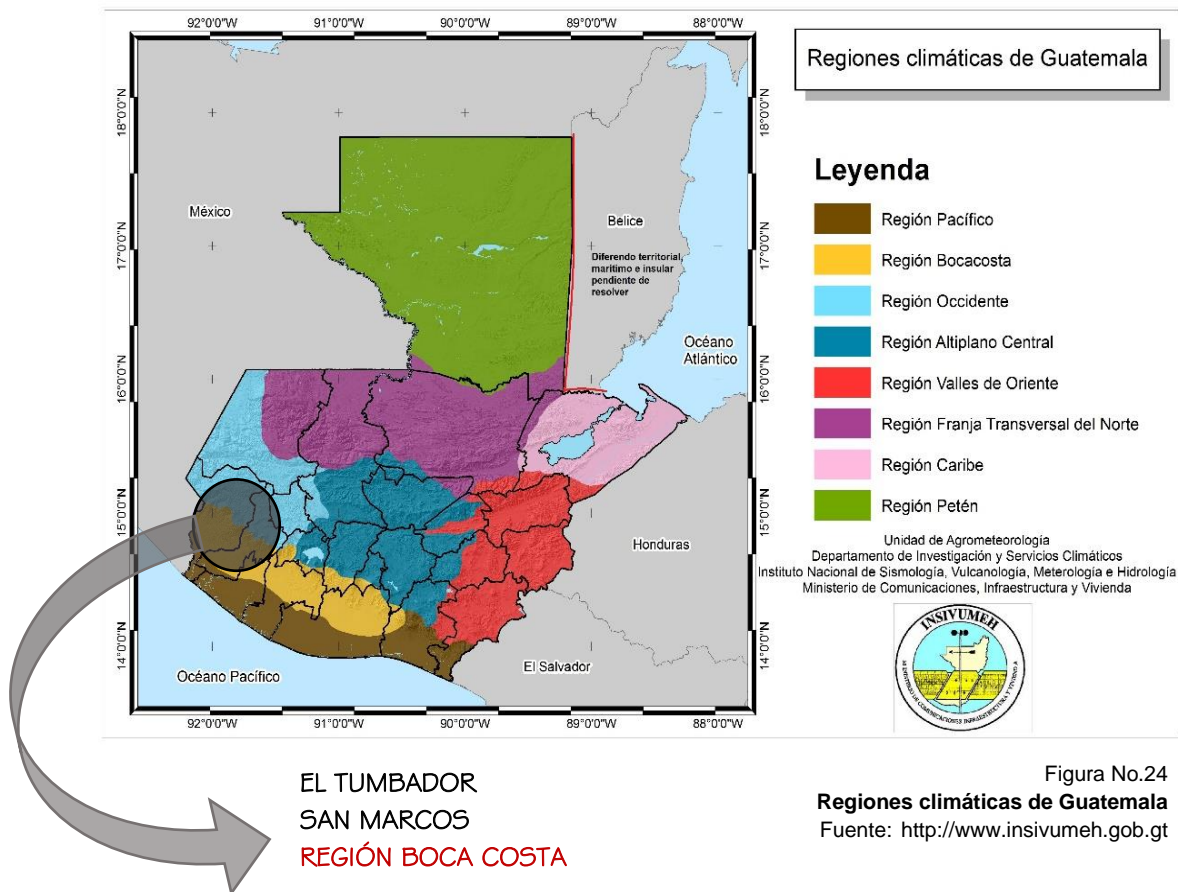 92°0'0"W 91°0'0"W 90°0'0"W 89°0'0"W 88°0'0"W
18°0'0"N 17°0'0"N 16°0'0"N 15°0'0"N 14°0'0"N
México
Belice
Diferendo territorial,
marítimo e insular
pendiente de
resolver
Océano
Atlántico
Honduras
El Salvador
Océano Pacífico
18°0'0"N 17°0'0"N 16°0'0"N 15°0'0"N 14°0'0"N
92°0'0"W 91°0'0"W 90°0'0"W 89°0'0"W 88°0'0"W
Regiones climáticas de Guatemala
Leyenda
Región Pacífico
Región Bocacosta
Región Occidente
Región Altiplano Central
Región Valles de Oriente
Región Franja Transversal del Norte
Región Caribe
Región Petén
Unidad de Agrometeorología
Departamento de Investigación y Servicios Climáticos
Instituto Nacional de Sismología, Vulcanología, Meterología e Hidrología
Ministerio de Comunicaciones, Infraestructura y Vivienda
INSIVUMEH
MINISTERIO DE COMUNICACIONES INFRAESTRUCTURA Y VIVIENDA
EL TUMBADOR
SAN MARCOS
REGIÓN BOCA COSTA
Figura No.24
Regiones climáticas de Guatemala
Fuente: http://www.insivumeh.gob.gt